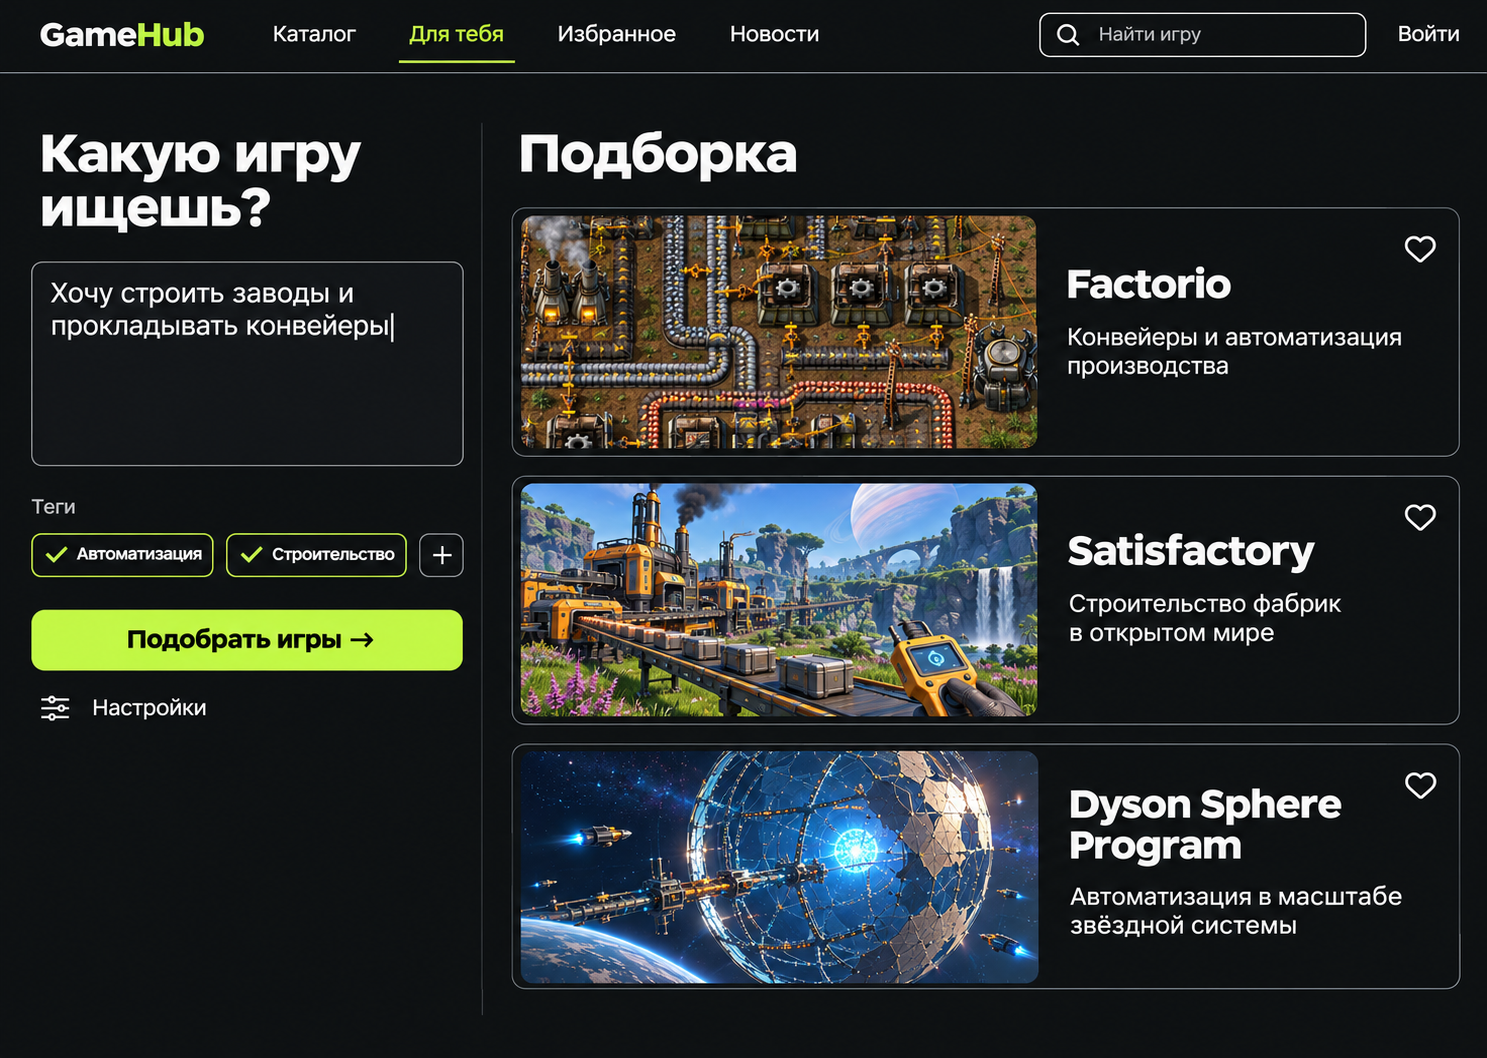 GameHub
Каталог
Для тебя
Избранное
Новости
Найти игру
Войти
Какую игру
ищешь?
Хочу строить заводы и
прокладывать конвейеры
Теги
Автоматизация
Строительство
Подобрать игры →
Настройки
Подборка
Factorio
Конвейеры и автоматизация
производства
Satisfactory
Строительство фабрик
в открытом мире
Dyson Sphere
Program
Автоматизация в масштабе
звёздной системы